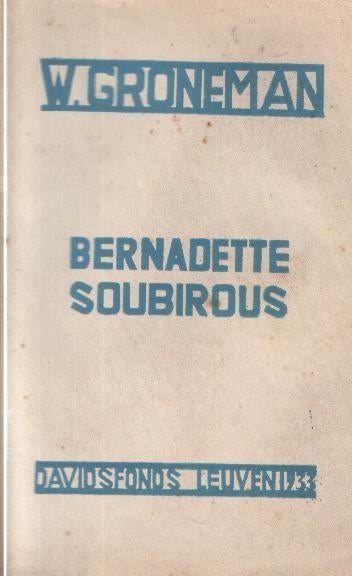 W. GRONEMAN
BERNADETTE
SOUBIROUS
DAVIDSFONDS LEUVEN 1933